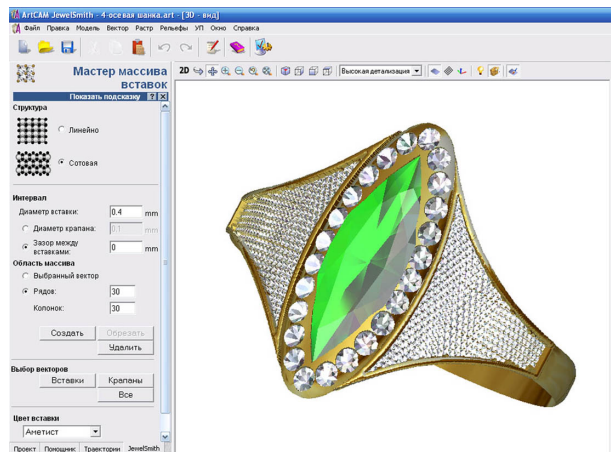 ArtCAM JewelSmith - 4-осевая шанка.art - [3D - вид]
Файл Правка Модель Вектор Растр Рельефы УП Окно Справка
Мастер массива
вставок
Показать подсказку ? X
2D
Высокая детализация
Структура
Линейно
Сотовая
Интервал
Диаметр вставки: 0.4 mm
Диаметр крапана: 0.1 mm
Зазор между
вставками: 0 mm
Область массива
Выбранный вектор
Рядов: 30
Колонок: 30
Создать Обрезать
Удалить
Выбор векторов
Вставки Крапаны
Все
Цвет вставки
Аметист
Проект Помощник Траектории JewelSmith